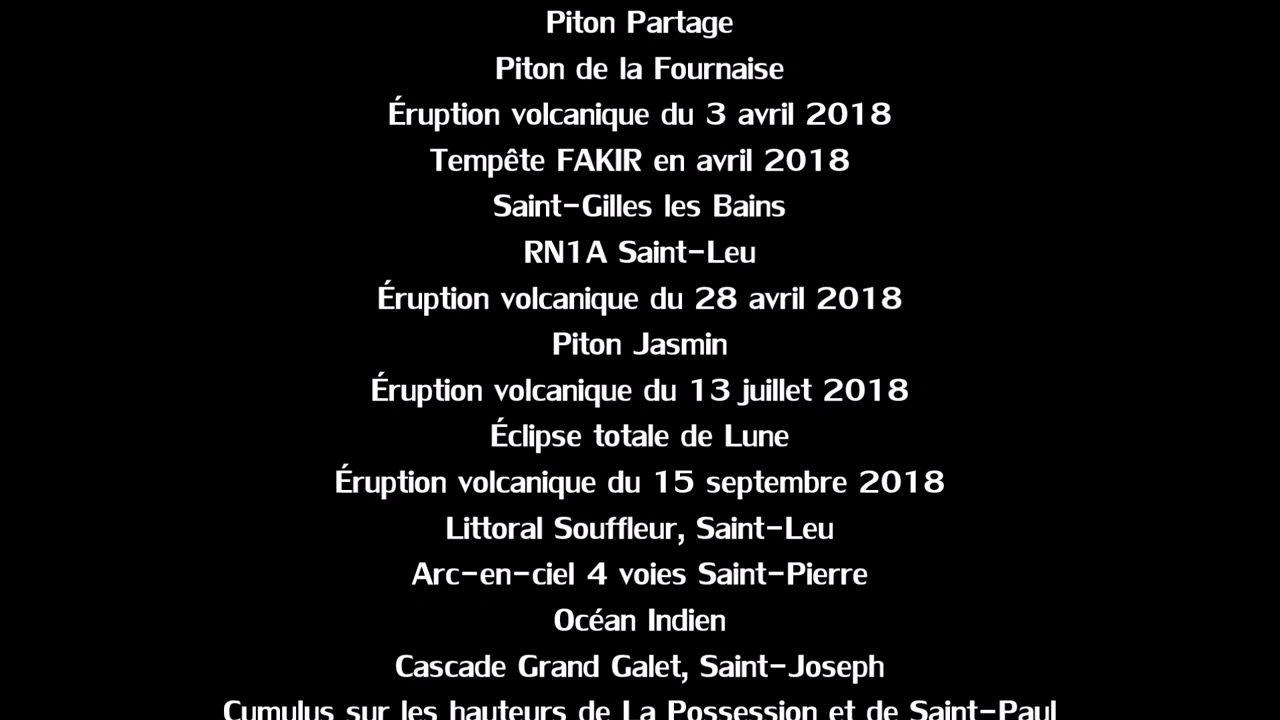 Piton Partage
Piton de la Fournaise
Éruption volcanique du 3 avril 2018
Tempête FAKIR en avril 2018
Saint-Gilles les Bains
RN1A Saint-Leu
Éruption volcanique du 28 avril 2018
Piton Jasmin
Éruption volcanique du 13 juillet 2018
Éclipse totale de Lune
Éruption volcanique du 15 septembre 2018
Littoral Souffleur, Saint-Leu
Arc-en-ciel 4 voies Saint-Pierre
Océan Indien
Cascade Grand Galet, Saint-Joseph
Cumulus sur les hauteurs de La Possession et de Saint-Paul